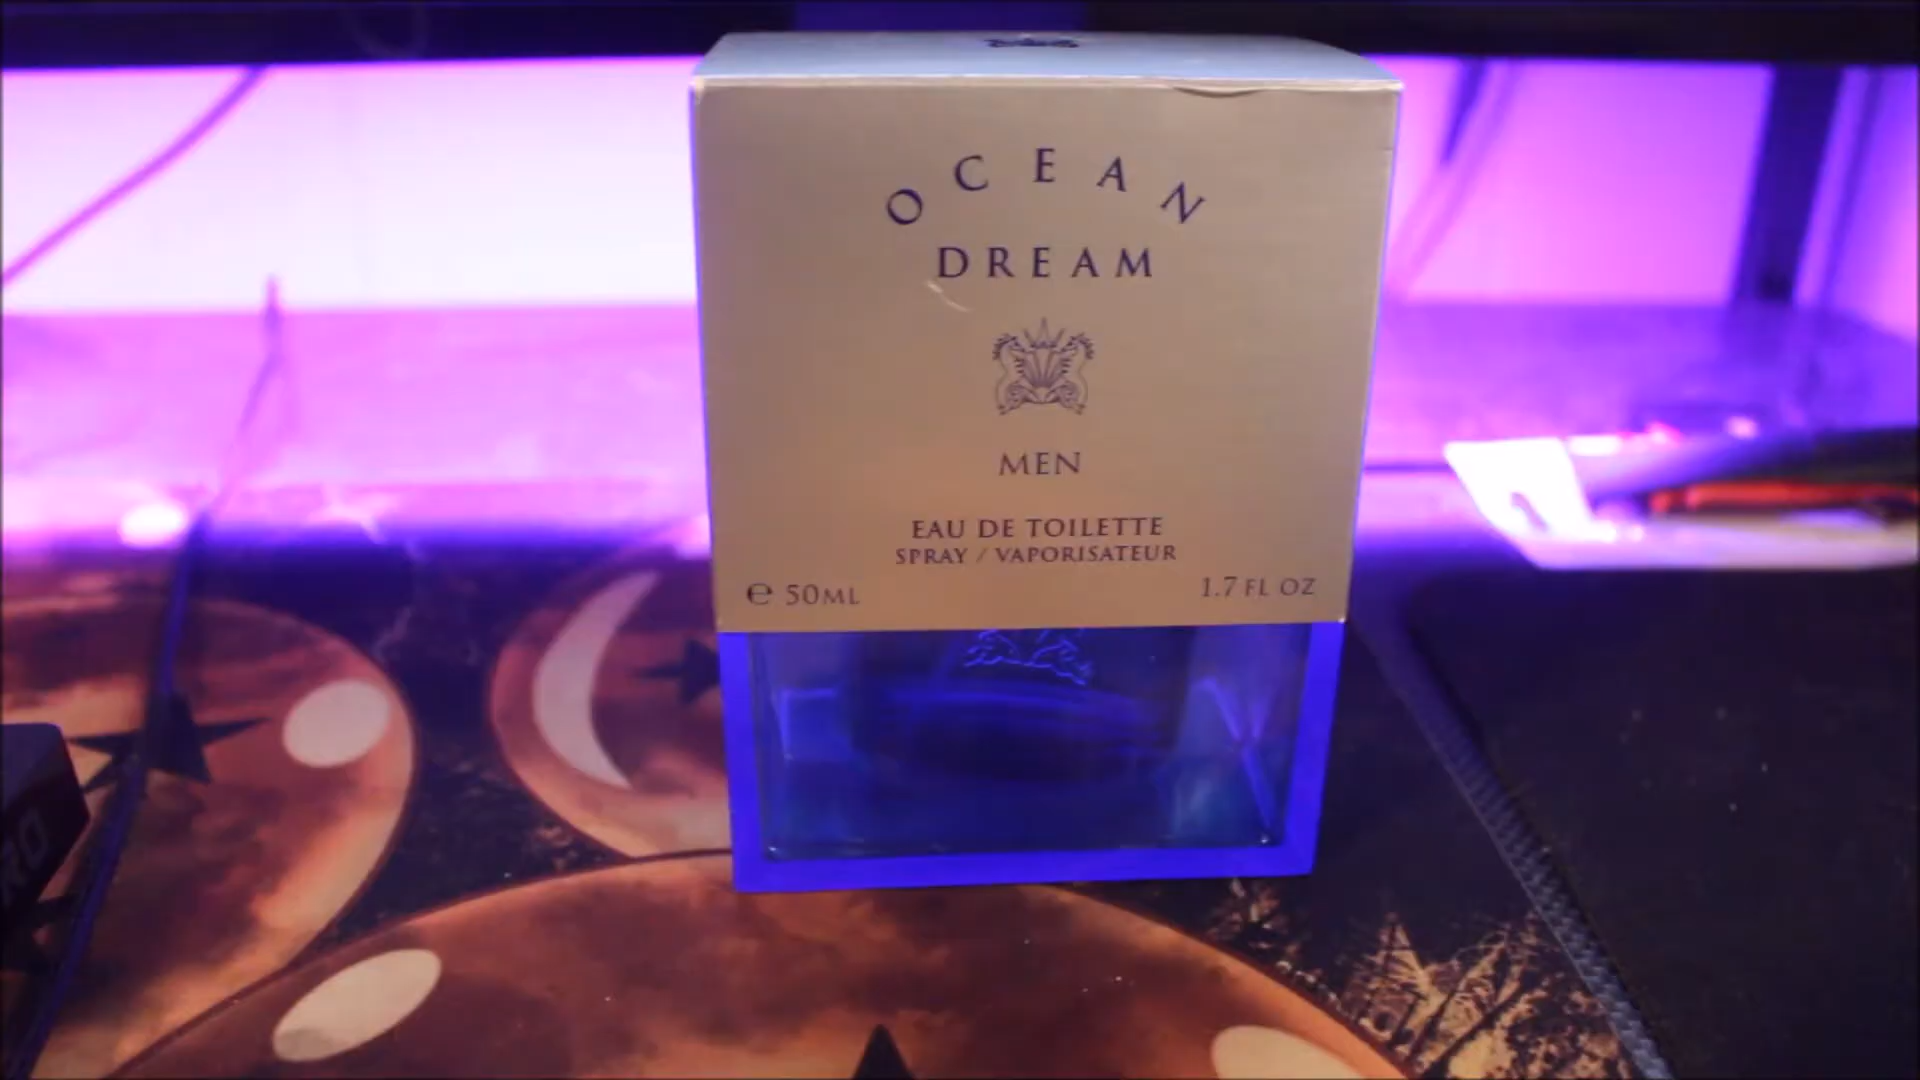 OCEAN
DREAM
MEN
EAU DE TOILETTE
SPRAY / VAPORISATEUR
℮ 50ML 1.7 FL OZ